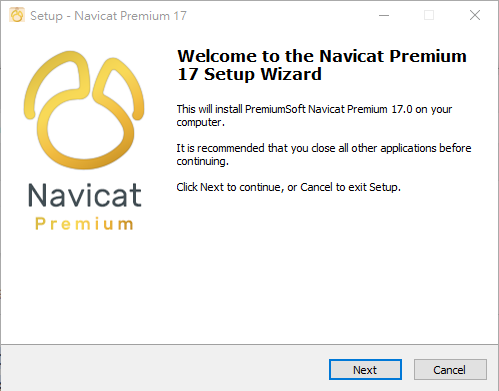 Setup - Navicat Premium 17
Welcome to the Navicat Premium
17 Setup Wizard
This will install PremiumSoft Navicat Premium 17.0 on your
computer.
It is recommended that you close all other applications before
continuing.
Click Next to continue, or Cancel to exit Setup.
Navicat
Premium
Next
Cancel